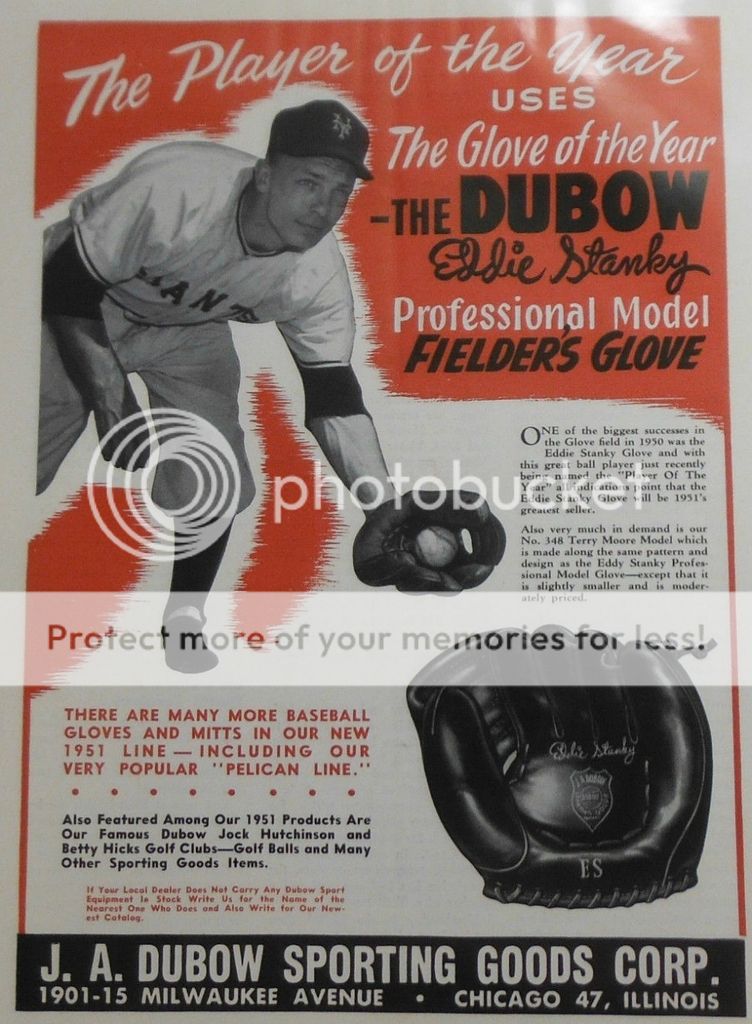 The Player of the Year
USES
The Glove of the Year
-THE DUBOW
Eddie Stanky
Professional Model
FIELDER'S GLOVE
NY
GIANTS
ONE of the biggest successes in
the Glove field in 1950 was the
Eddie Stanky Glove and with
this great ball player just recently
being named the "Player Of The
Year" all indications point that the
Eddie Stanky Glove will be 1951's
greatest seller.
Also very much in demand is our
No. 348 Terry Moore Model which
is made along the same pattern and
design as the Eddy Stanky Profes-
sional Model Glove—except that it
is slightly smaller and is moder-
ately priced.
photobucket
Protect more of your memories for less!
THERE ARE MANY MORE BASEBALL
GLOVES AND MITTS IN OUR NEW
1951 LINE — INCLUDING OUR
VERY POPULAR "PELICAN LINE."
Also Featured Among Our 1951 Products Are
Our Famous Dubow Jock Hutchinson and
Betty Hicks Golf Clubs—Golf Balls and Many
Other Sporting Goods Items.
If Your Local Dealer Does Not Carry Any Dubow Sport
Equipment In Stock Write Us for the Name of the
Nearest One Who Does and Also Write for Our New-
est Catalog.
Eddie Stanky
J.A. DUBOW
ES
J. A. DUBOW SPORTING GOODS CORP.
1901-15 MILWAUKEE AVENUE • CHICAGO 47, ILLINOIS